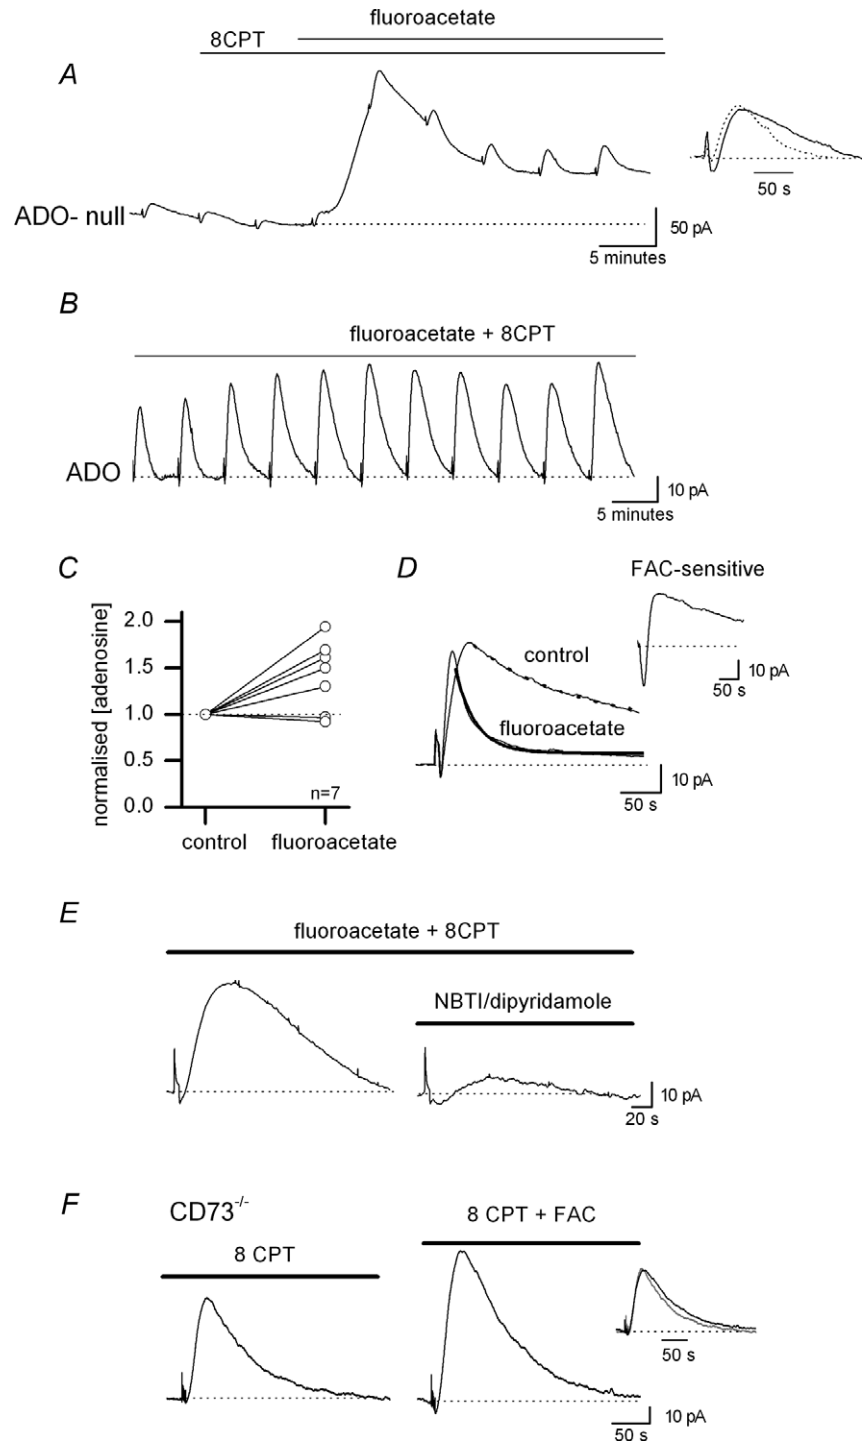 fluoroacetate
8CPT
A
ADO- null
50 s
50 pA
5 minutes
B
fluoroacetate + 8CPT
ADO
10 pA
5 minutes
C
normalised [adenosine]
2.0
1.5
1.0
0.5
0.0
n=7
control
fluoroacetate
D
FAC-sensitive
control
fluoroacetate
10 pA
50 s
10 pA
50 s
E
fluoroacetate + 8CPT
NBTI/dipyridamole
10 pA
20 s
F
CD73-/-
8 CPT
8 CPT + FAC
50 s
10 pA
50 s